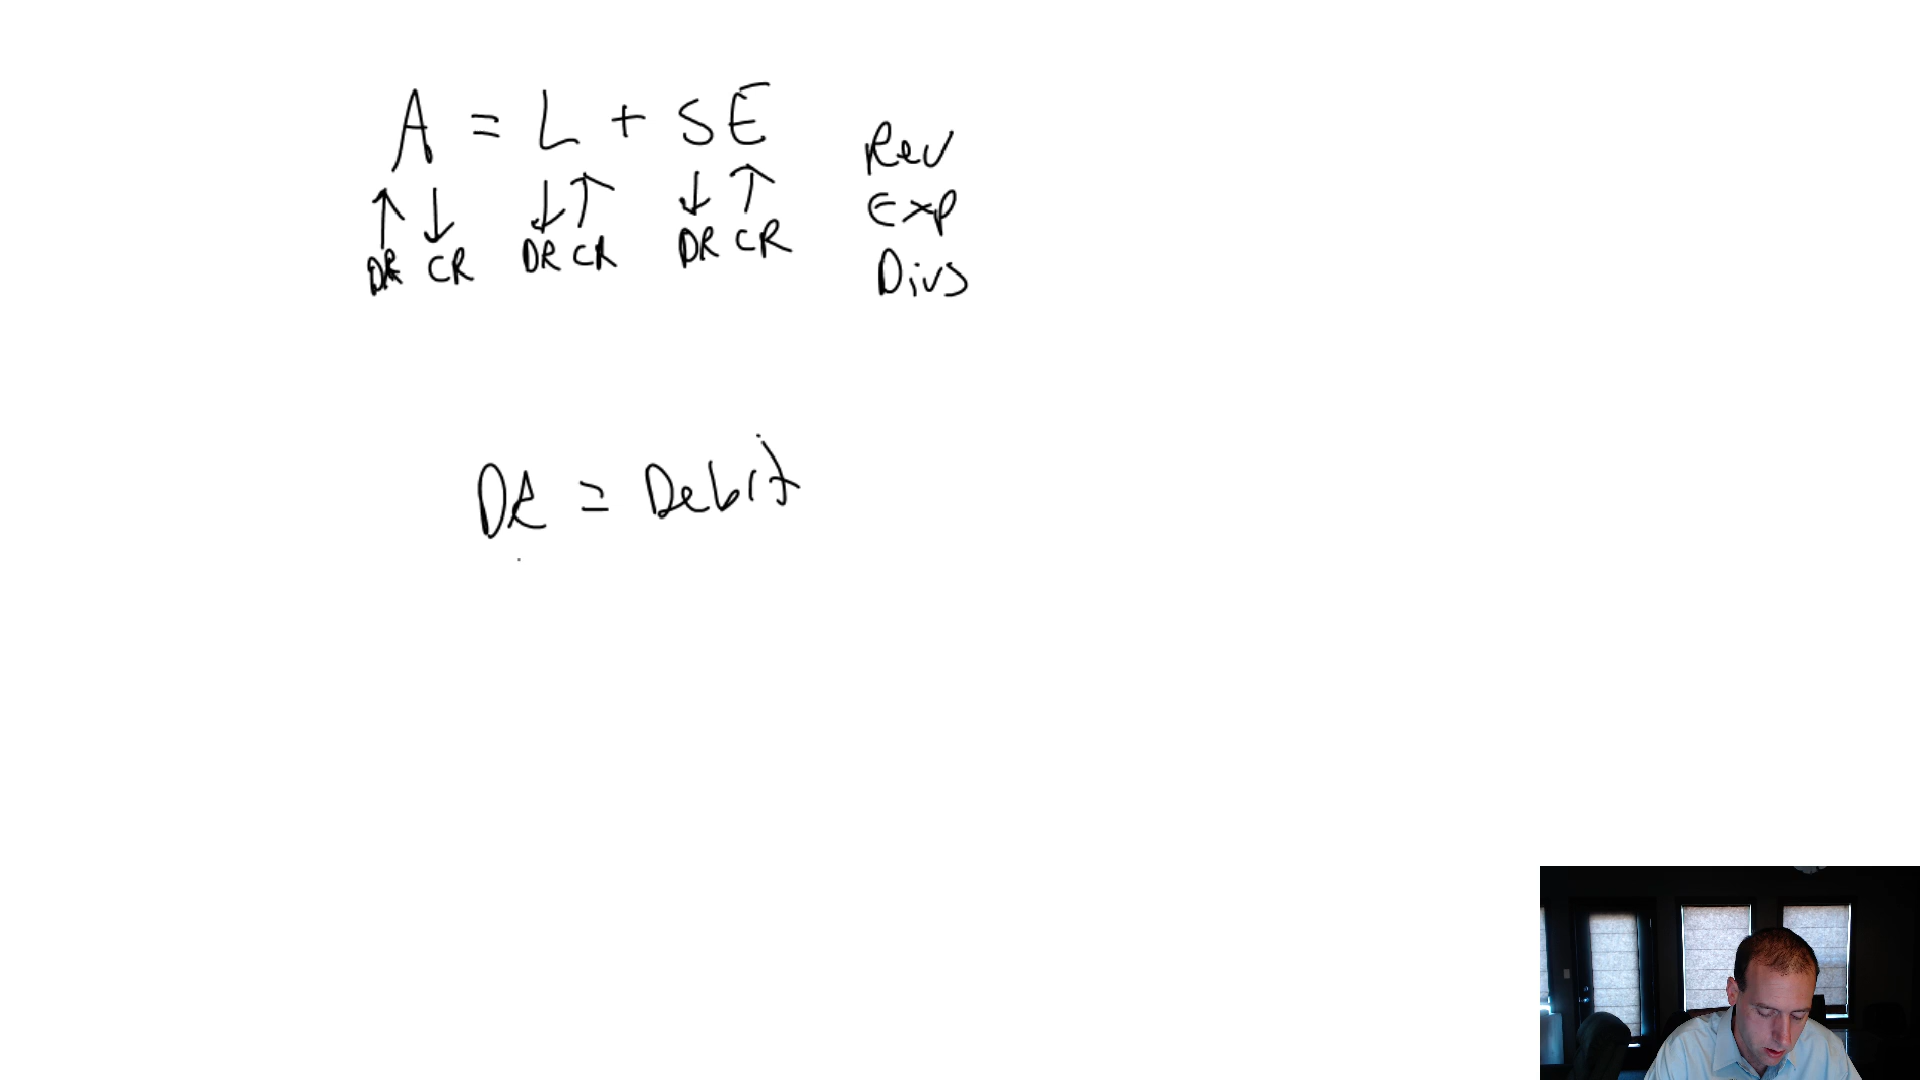 A = L + SE
↑ ↓ ↓ ↑ ↓ ↑
DR CR DR CR DR CR
Rev
Exp
Divs
DR = Debit